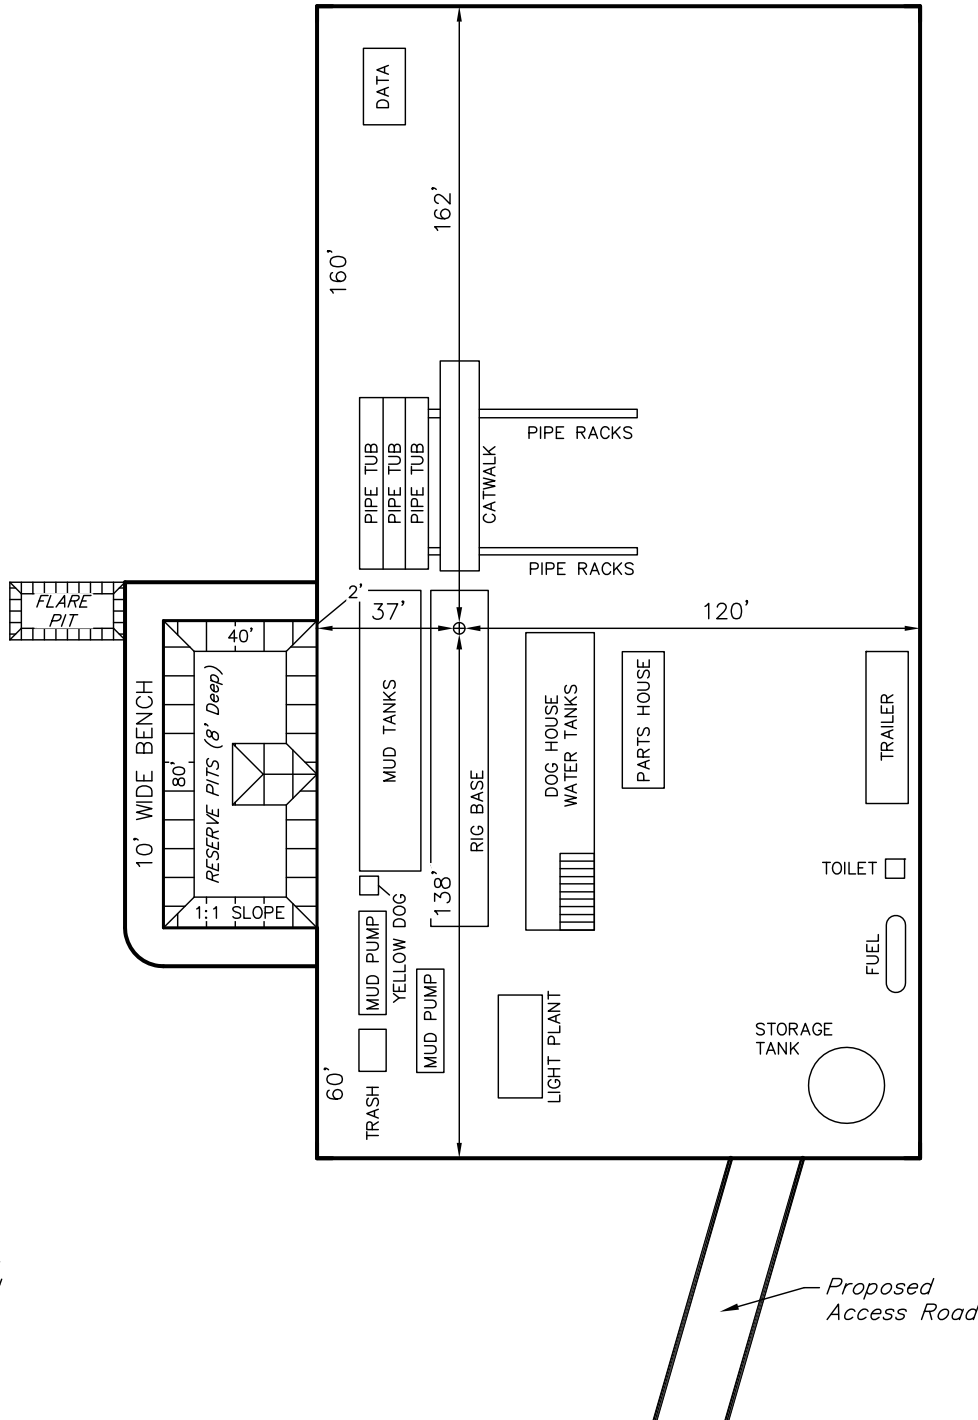 DATA
162'
160'
PIPE TUB
PIPE TUB
PIPE TUB
CATWALK
PIPE RACKS
PIPE RACKS
FLARE
PIT
2'
37'
120'
40'
10' WIDE BENCH
80'
RESERVE PITS (8' Deep)
1:1 SLOPE
MUD TANKS
RIG BASE
DOG HOUSE
WATER TANKS
PARTS HOUSE
TRAILER
TOILET
138'
YELLOW DOG
MUD PUMP
MUD PUMP
FUEL
LIGHT PLANT
STORAGE
TANK
60'
TRASH
Proposed
Access Road